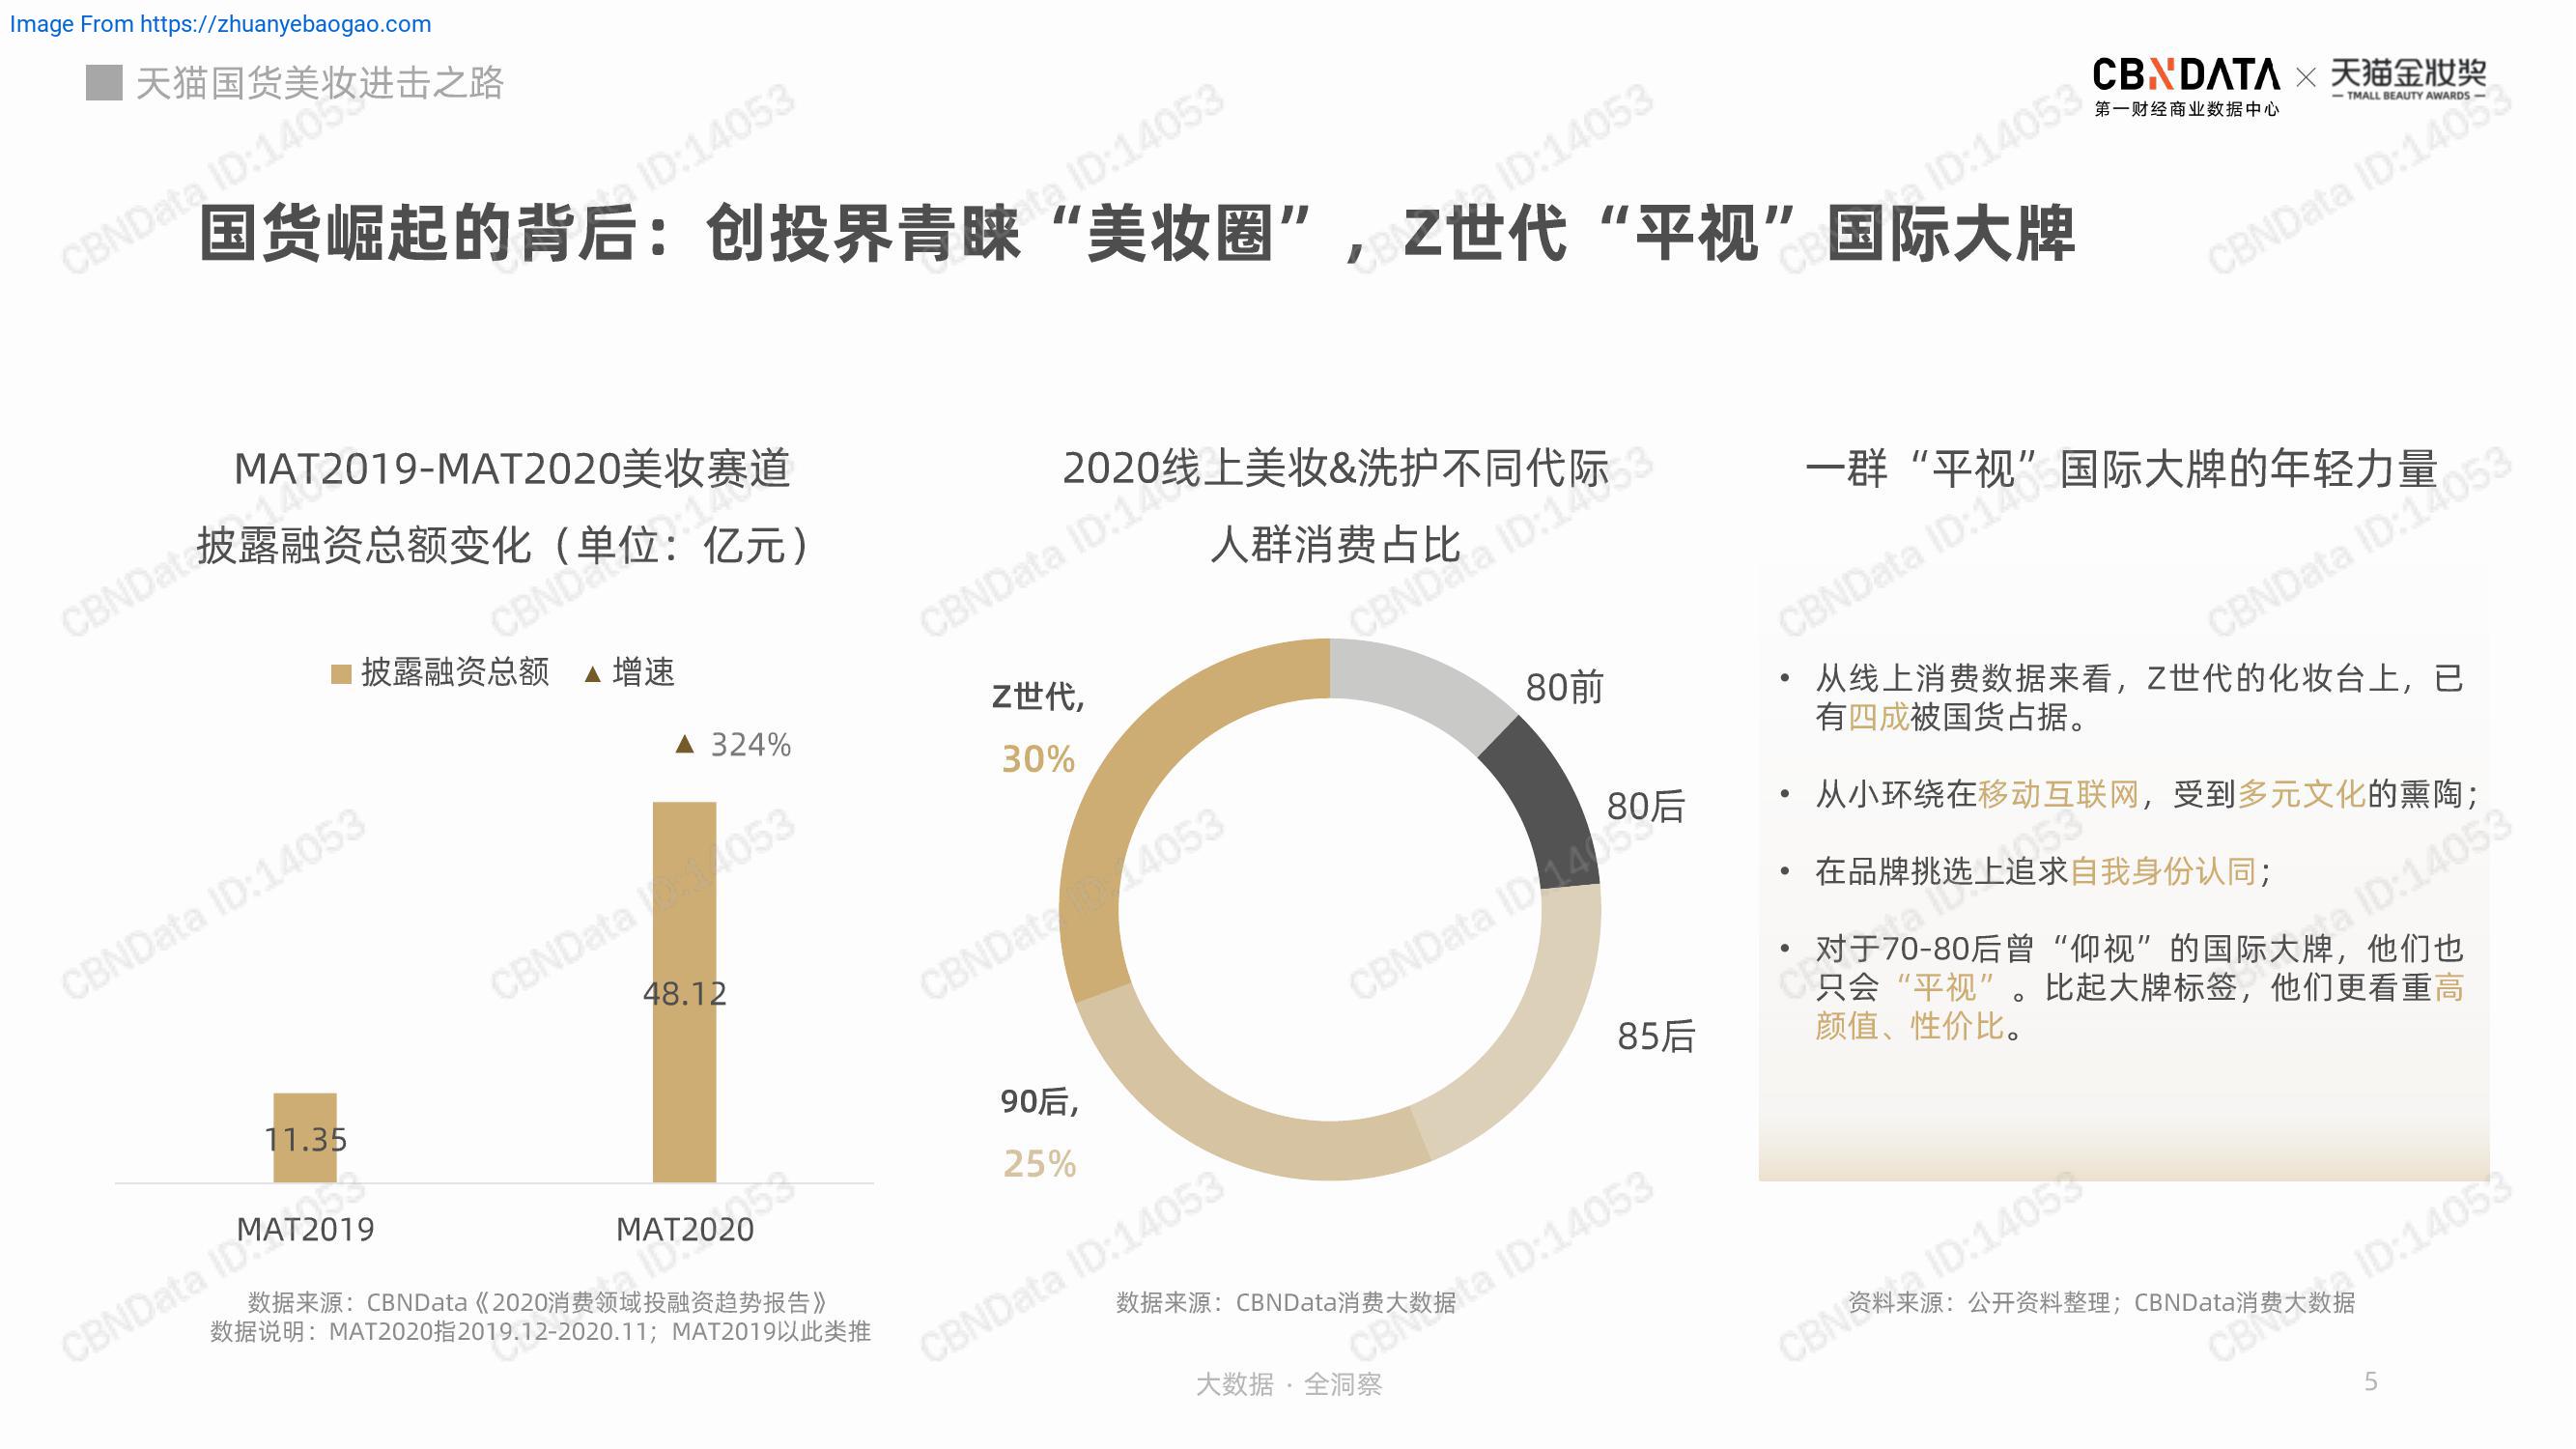 Image From https://zhuanyebaogao.com
天猫国货美妆进击之路
CBNDATA × 天猫金妆奖
TMALL BEAUTY AWARDS
第一财经商业数据中心
国货崛起的背后：创投界青睐“美妆圈”，Z世代“平视”国际大牌
MAT2019-MAT2020美妆赛道
披露融资总额变化（单位：亿元）
披露融资总额 ▲ 增速
▲ 324%
48.12
11.35
MAT2019 MAT2020
数据来源：CBNData《2020消费领域投融资趋势报告》
数据说明：MAT2020指2019.12-2020.11；MAT2019以此类推
2020线上美妆&洗护不同代际
人群消费占比
Z世代,
30%
80前
80后
85后
90后,
25%
数据来源：CBNData消费大数据
一群“平视”国际大牌的年轻力量
• 从线上消费数据来看，Z世代的化妆台上，已
有四成被国货占据。
• 从小环绕在移动互联网，受到多元文化的熏陶；
• 在品牌挑选上追求自我身份认同；
• 对于70-80后曾“仰视”的国际大牌，他们也
只会“平视”。比起大牌标签，他们更看重高
颜值、性价比。
资料来源：公开资料整理；CBNData消费大数据
大数据 · 全洞察
5
CBNData ID:14053